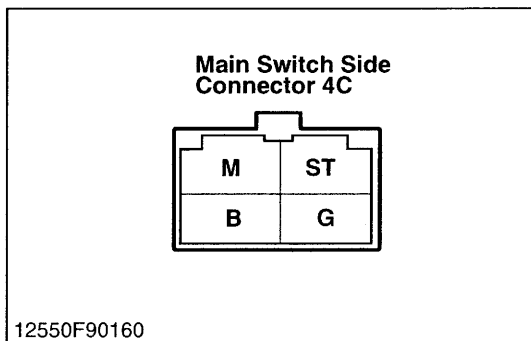 Main Switch Side
Connector 4C
M ST
B G
12550F90160